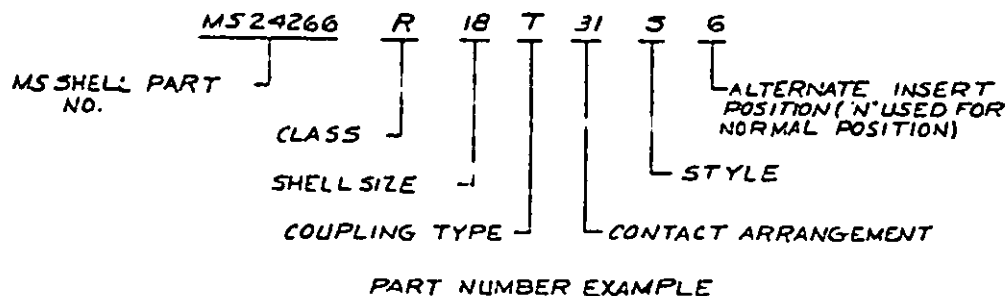 MS24266 R 18 T 31 S 6
MS SHELL PART
NO.
ALTERNATE INSERT
POSITION ('N' USED FOR
NORMAL POSITION)
CLASS
STYLE
SHELL SIZE
COUPLING TYPE
CONTACT ARRANGEMENT
PART NUMBER EXAMPLE